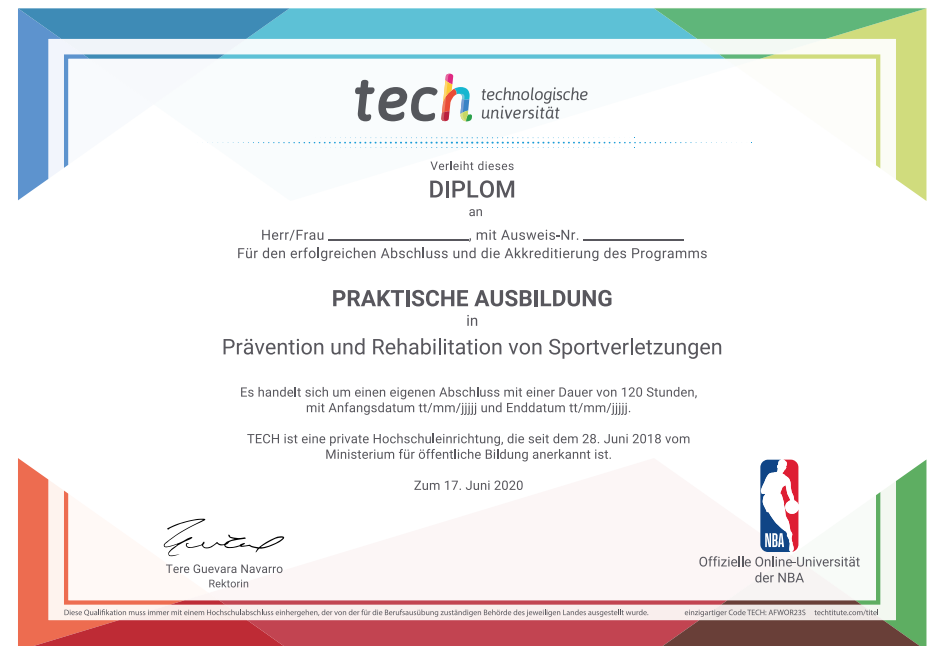 tech technologische
universität
Verleiht dieses
DIPLOM
an
Herr/Frau ____________________, mit Ausweis-Nr. ______________
Für den erfolgreichen Abschluss und die Akkreditierung des Programms
PRAKTISCHE AUSBILDUNG
in
Prävention und Rehabilitation von Sportverletzungen
Es handelt sich um einen eigenen Abschluss mit einer Dauer von 120 Stunden,
mit Anfangsdatum tt/mm/jjjjj und Enddatum tt/mm/jjjjj.
TECH ist eine private Hochschuleinrichtung, die seit dem 28. Juni 2018 vom
Ministerium für öffentliche Bildung anerkannt ist.
Zum 17. Juni 2020
Tere Guevara Navarro
Rektorin
NBA
Offizielle Online-Universität
der NBA
Diese Qualifikation muss immer mit einem Hochschulabschluss einhergehen, der von der für die Berufsausübung zuständigen Behörde des jeweiligen Landes ausgestellt wurde. einzigartiger Code TECH: AFWOR23S techtitute.com/titel